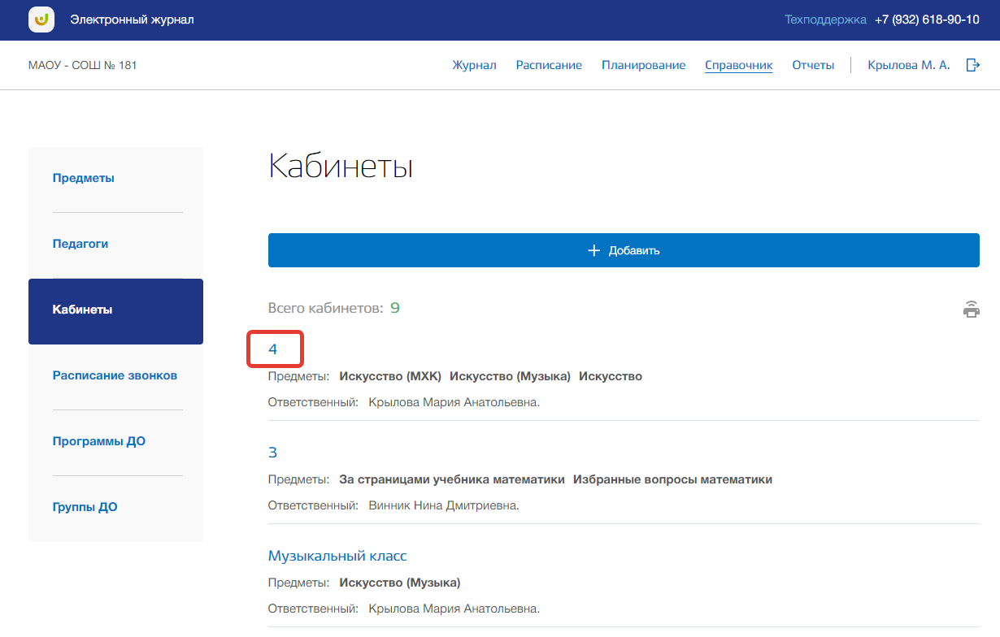 Электронный журнал
Техподдержка +7 (932) 618-90-10
МАОУ - СОШ № 181
Журнал Расписание Планирование Справочник Отчеты Крылова М. А.
Кабинеты
Предметы
Педагоги
Кабинеты
Расписание звонков
Программы ДО
Группы ДО
Добавить
Всего кабинетов: 9
4
Предметы: Искусство (МХК) Искусство (Музыка) Искусство
Ответственный: Крылова Мария Анатольевна.
3
Предметы: За страницами учебника математики Избранные вопросы математики
Ответственный: Винник Нина Дмитриевна.
Музыкальный класс
Предметы: Искусство (Музыка)
Ответственный: Крылова Мария Анатольевна.